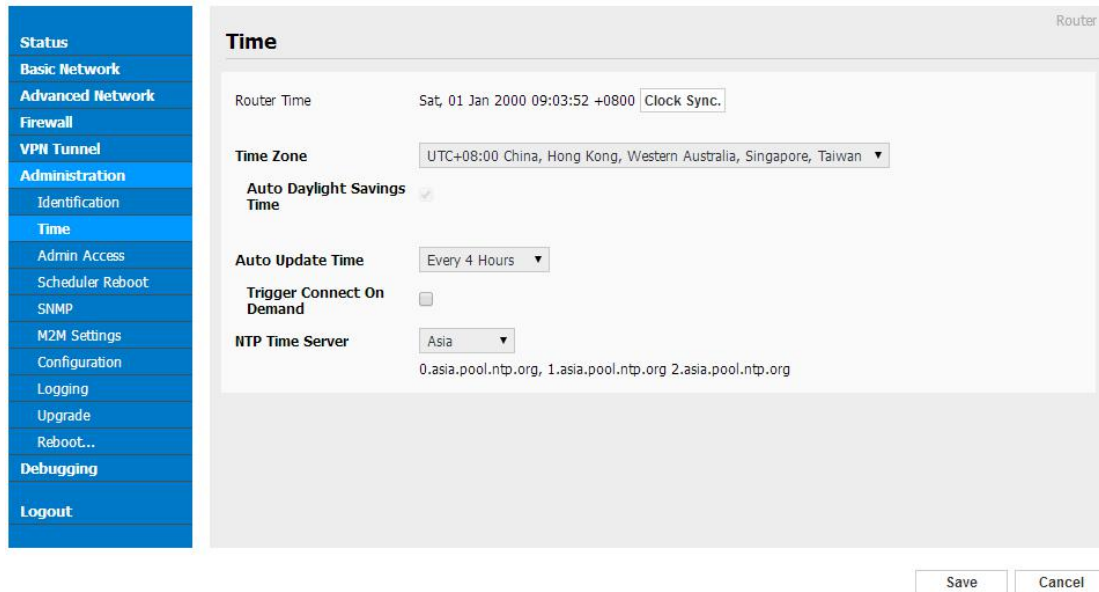 Router
Status
Basic Network
Advanced Network
Firewall
VPN Tunnel
Administration
Identification
Time
Admin Access
Scheduler Reboot
SNMP
M2M Settings
Configuration
Logging
Upgrade
Reboot...
Debugging
Logout
Time
Router Time Sat, 01 Jan 2000 09:03:52 +0800 Clock Sync.
Time Zone UTC+08:00 China, Hong Kong, Western Australia, Singapore, Taiwan
Auto Daylight Savings
Time
Auto Update Time Every 4 Hours
Trigger Connect On
Demand
NTP Time Server Asia
0.asia.pool.ntp.org, 1.asia.pool.ntp.org 2.asia.pool.ntp.org
Save Cancel